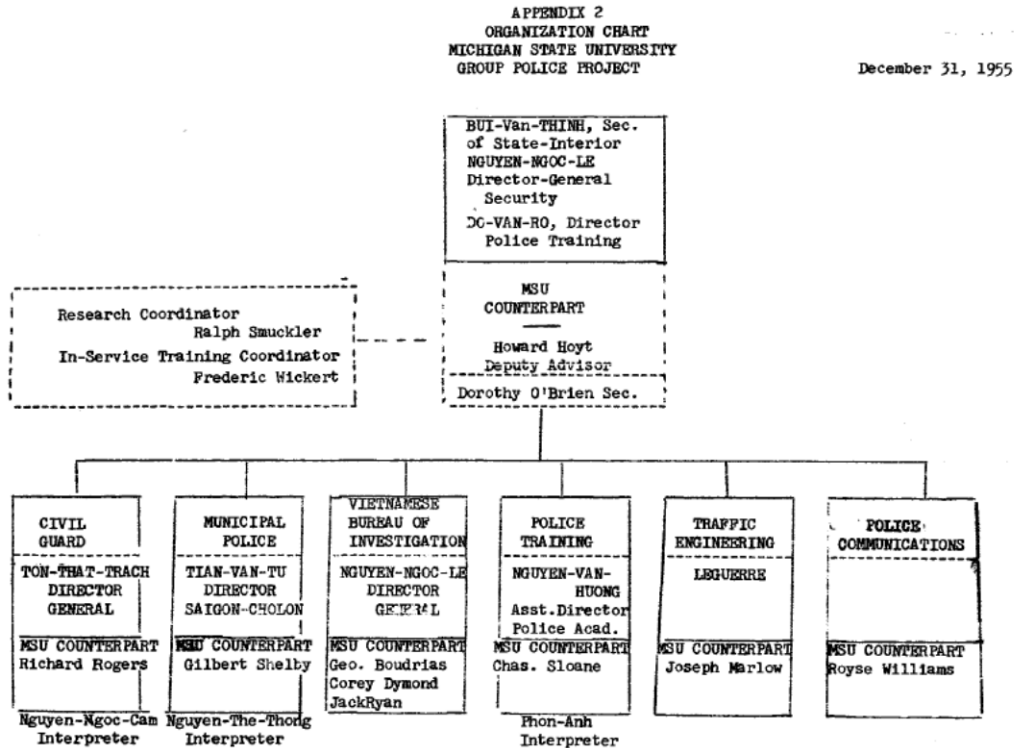 APPENDIX 2
ORGANIZATION CHART
MICHIGAN STATE UNIVERSITY
GROUP POLICE PROJECT
December 31, 1955
BUI-Van-THINH, Sec.
of State-Interior
NGUYEN-NGOC-LE
Director-General
Security
DO-VAN-RO, Director
Police Training
MSU
COUNTERPART
Howard Hoyt
Deputy Advisor
Dorothy O'Brien Sec.
Research Coordinator
Ralph Smuckler
In-Service Training Coordinator
Frederic Wickert
CIVIL
GUARD
TON-THAT-TRACH
DIRECTOR
GENERAL
MSU COUNTERPART
Richard Rogers
Nguyen-Ngoc-Cam
Interpreter
MUNICIPAL
POLICE
TIAN-VAN-TU
DIRECTOR
SAIGON-CHOLON
MSU COUNTERPART
Gilbert Shelby
Nguyen-The-Thong
Interpreter
VIETNAMESE
BUREAU OF
INVESTIGATION
NGUYEN-NGOC-LE
DIRECTOR
GENERAL
MSU COUNTERPART
Geo. Boudrias
Corey Dymond
JackRyan
POLICE
TRAINING
NGUYEN-VAN-
HUONG
Asst.Director
Police Acad.
MSU COUNTERPART
Chas. Sloane
Phon-Anh
Interpreter
TRAFFIC
ENGINEERING
LEGUERRE
MSU COUNTERPART
Joseph Marlow
POLICE
COMMUNICATIONS
MSU COUNTERPART
Royse Williams